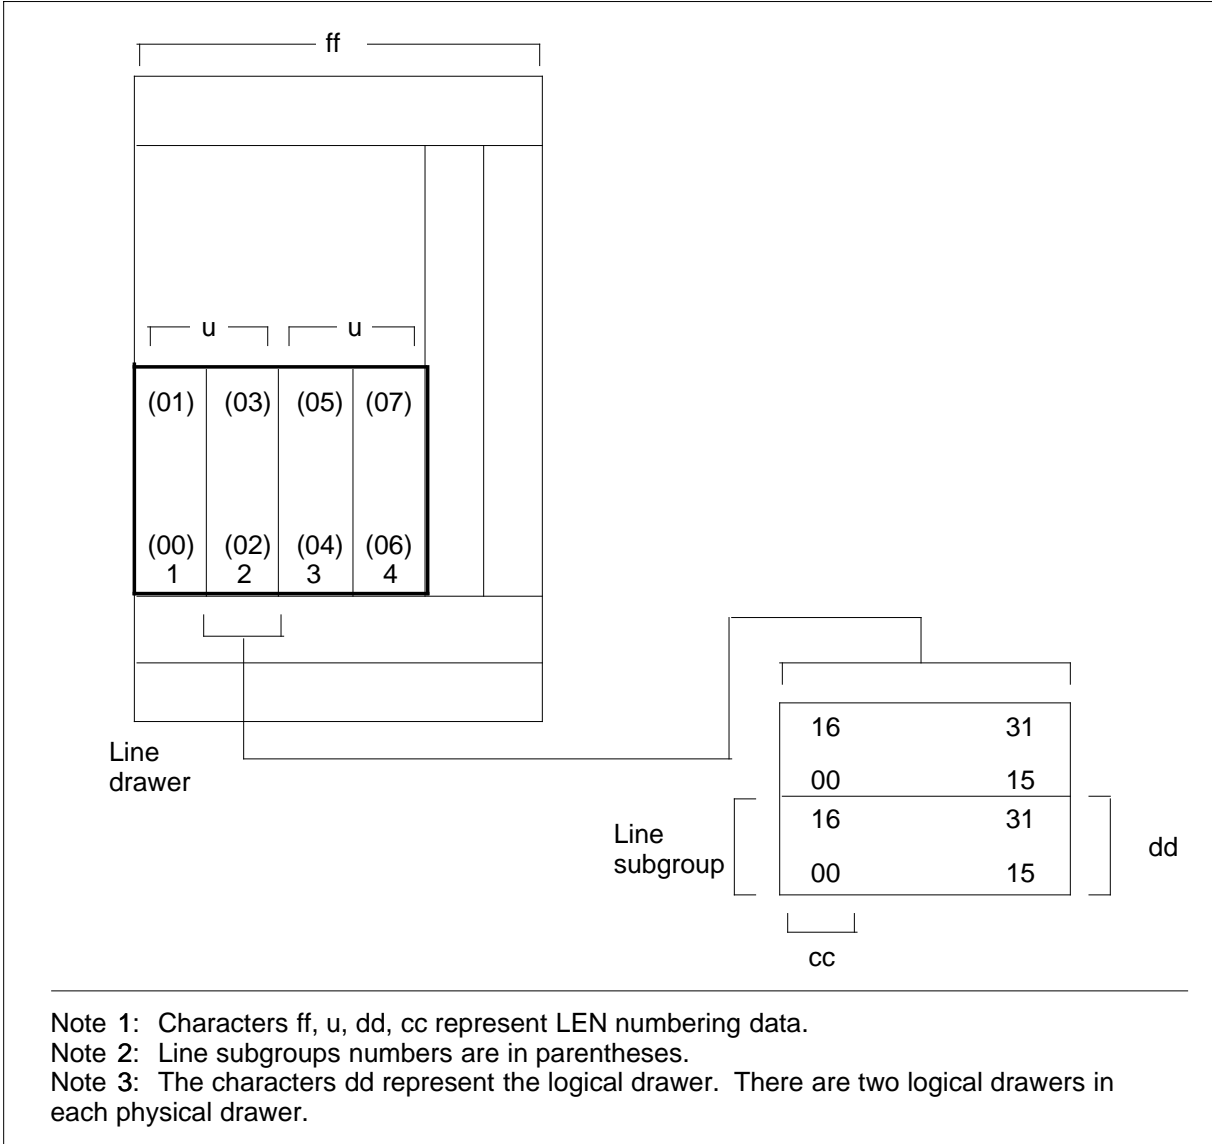 ff
u u
(01) (03) (05) (07)
(00) (02) (04) (06)
1 2 3 4
Line
drawer
16 31
00 15
16 31
00 15
Line
subgroup
dd
cc
Note 1: Characters ff, u, dd, cc represent LEN numbering data.
Note 2: Line subgroups numbers are in parentheses.
Note 3: The characters dd represent the logical drawer. There are two logical drawers in
each physical drawer.